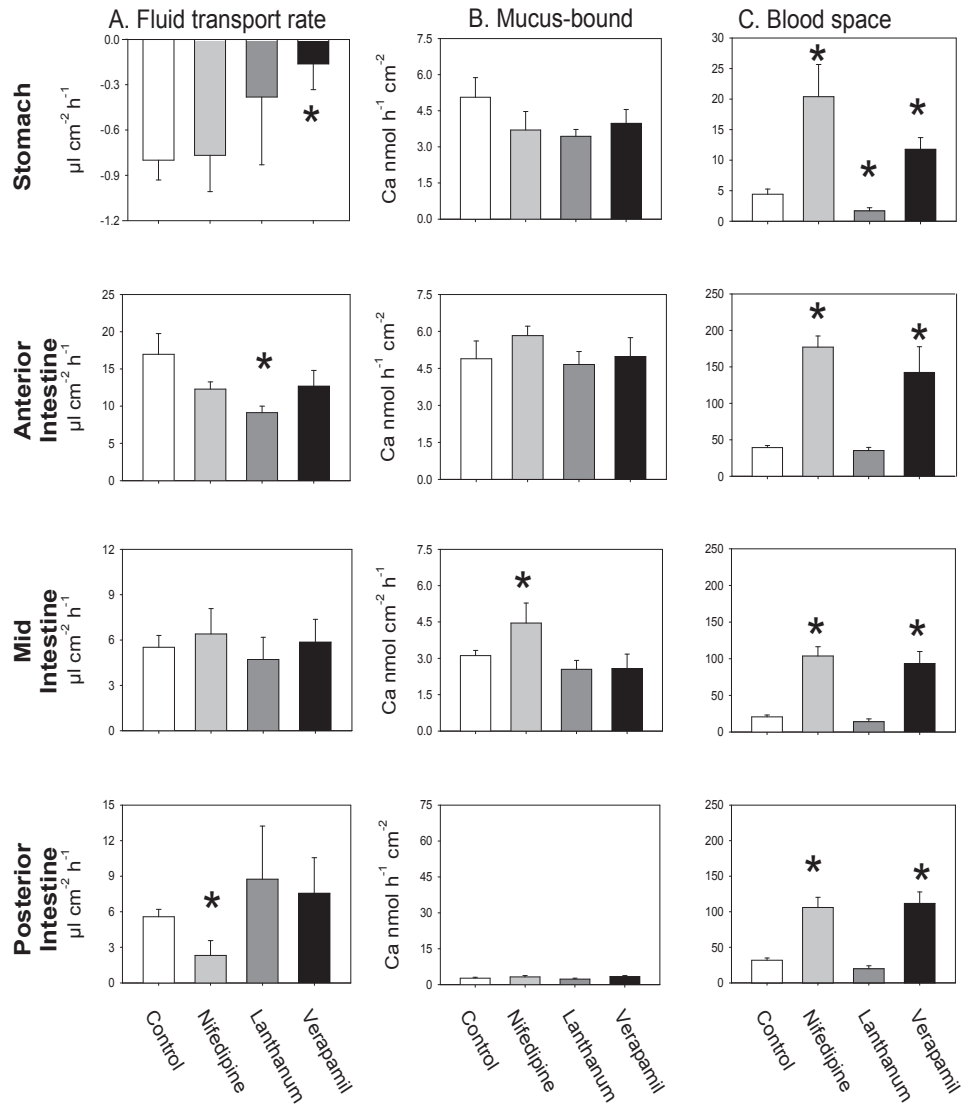 A. Fluid transport rate
B. Mucus-bound
C. Blood space
Stomach
µl cm⁻² h⁻¹
0.0
-0.3
-0.6
-0.9
-1.2
*
Ca nmol h⁻¹ cm⁻²
7.5
6.0
4.5
3.0
1.5
0.0
30
25
20
15
10
5
0
*
*
*
Anterior
Intestine
µl cm⁻² h⁻¹
25
20
15
10
5
0
*
Ca nmol h⁻¹ cm⁻²
7.5
6.0
4.5
3.0
1.5
0.0
250
200
150
100
50
0
*
*
Mid
Intestine
µl cm⁻² h⁻¹
12
9
6
3
0
Ca nmol cm⁻² h⁻¹
7.5
6.0
4.5
3.0
1.5
0.0
*
250
200
150
100
50
0
*
*
Posterior
Intestine
µl cm⁻² h⁻¹
15
12
9
6
3
0
*
Ca nmol h⁻¹ cm⁻²
75
60
45
30
15
0
250
200
150
100
50
0
*
*
Control
Nifedipine
Lanthanum
Verapamil
Control
Nifedipine
Lanthanum
Verapamil
Control
Nifedipine
Lanthanum
Verapamil